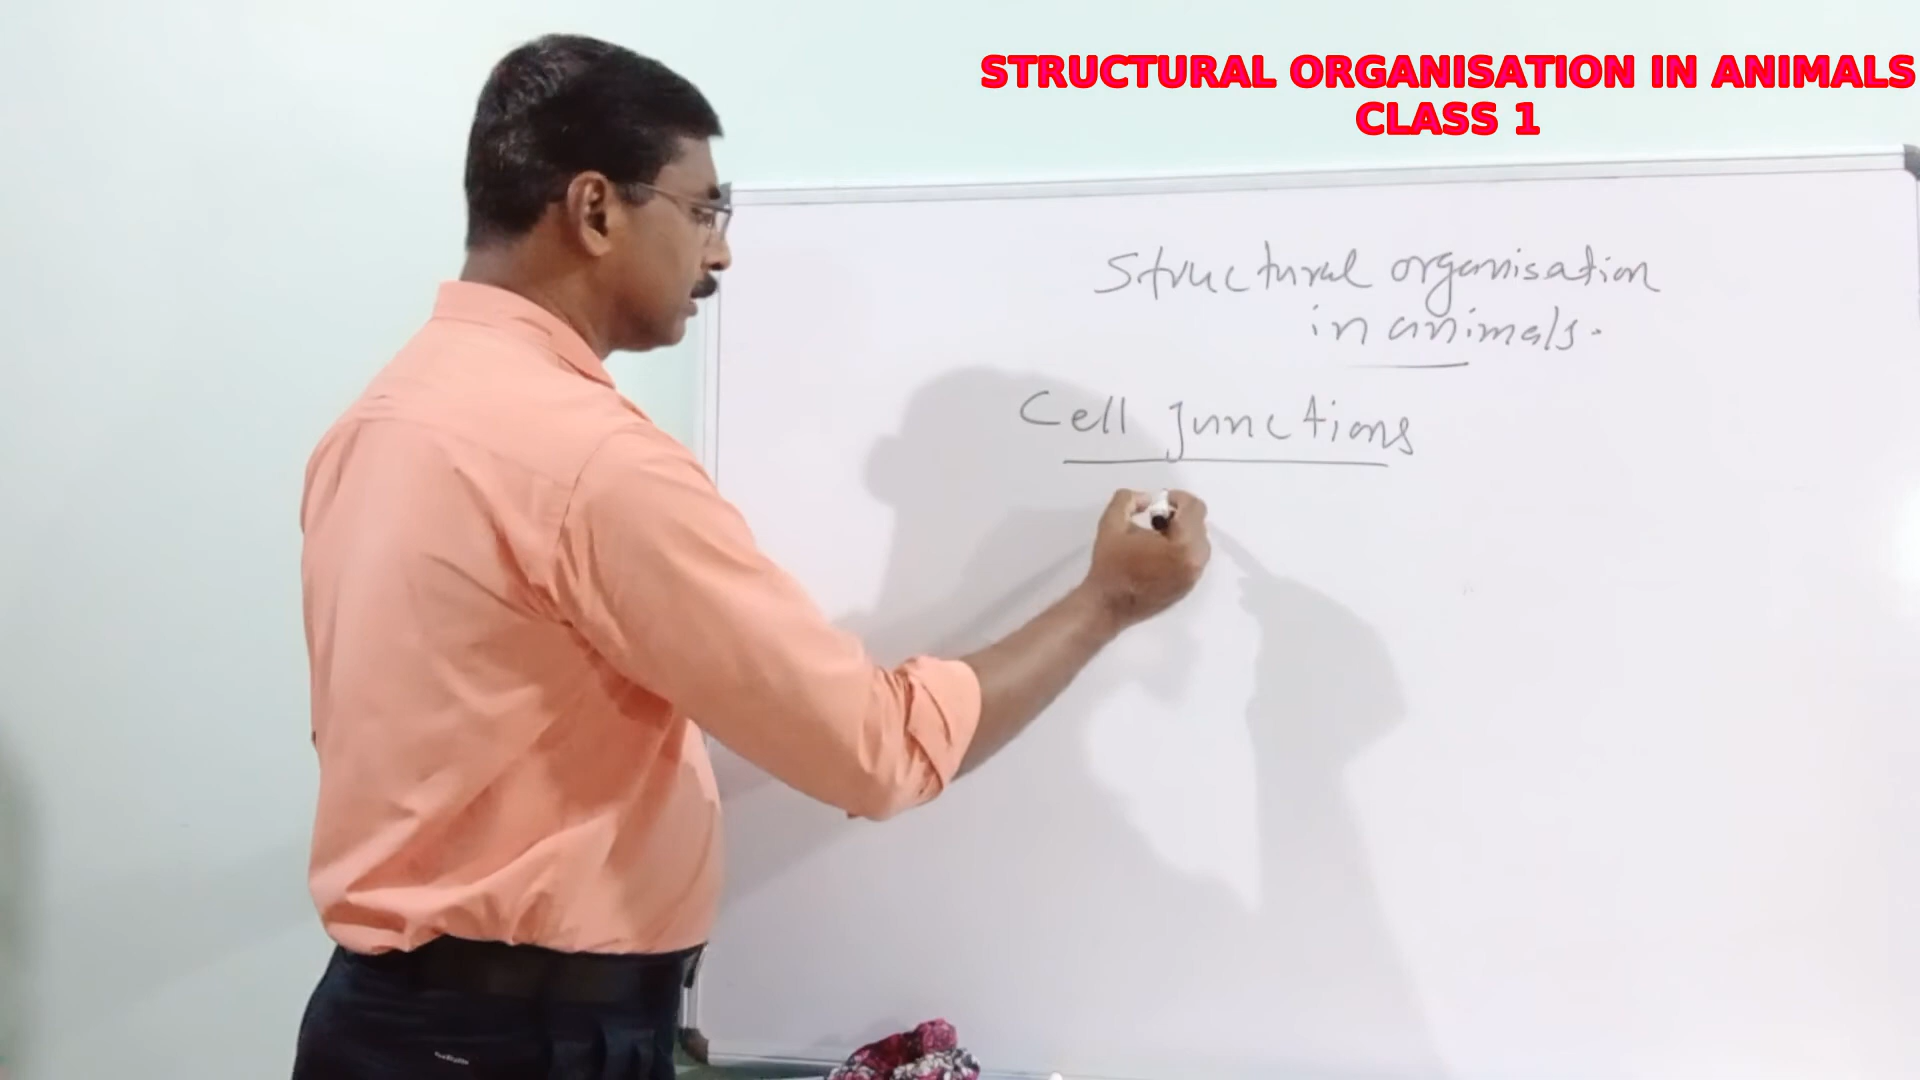 STRUCTURAL ORGANISATION IN ANIMALS
CLASS 1
Structural organisation
in animals.
Cell Junctions